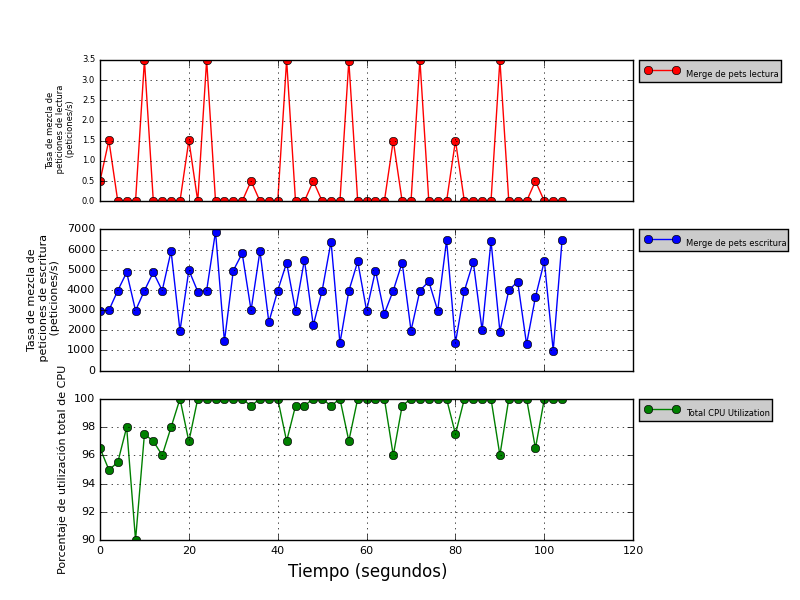 Tasa de mezcla de
peticiones de lectura
(peticiones/s)
3.5
3.0
2.5
2.0
1.5
1.0
0.5
0.0
Merge de pets lectura
Tasa de mezcla de
peticiones de escritura
(peticiones/s)
7000
6000
5000
4000
3000
2000
1000
0
Merge de pets escritura
Porcentaje de utilización total de CPU
100
98
96
94
92
90
Total CPU Utilization
0 20 40 60 80 100 120
Tiempo (segundos)